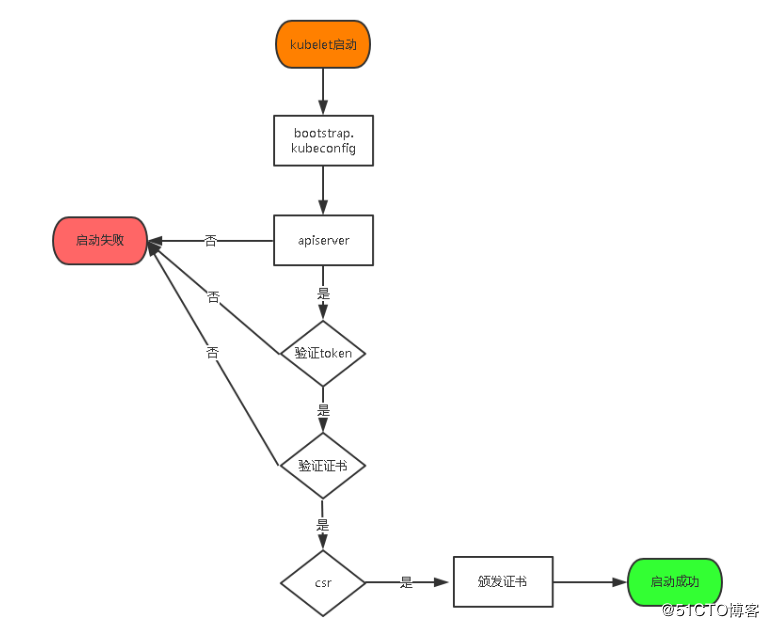 kubelet启动
bootstrap.
kubeconfig
启动失败
否
apiserver
是
否
验证token
否
是
验证证书
是
csr
是
颁发证书
启动成功
@51CTO博客